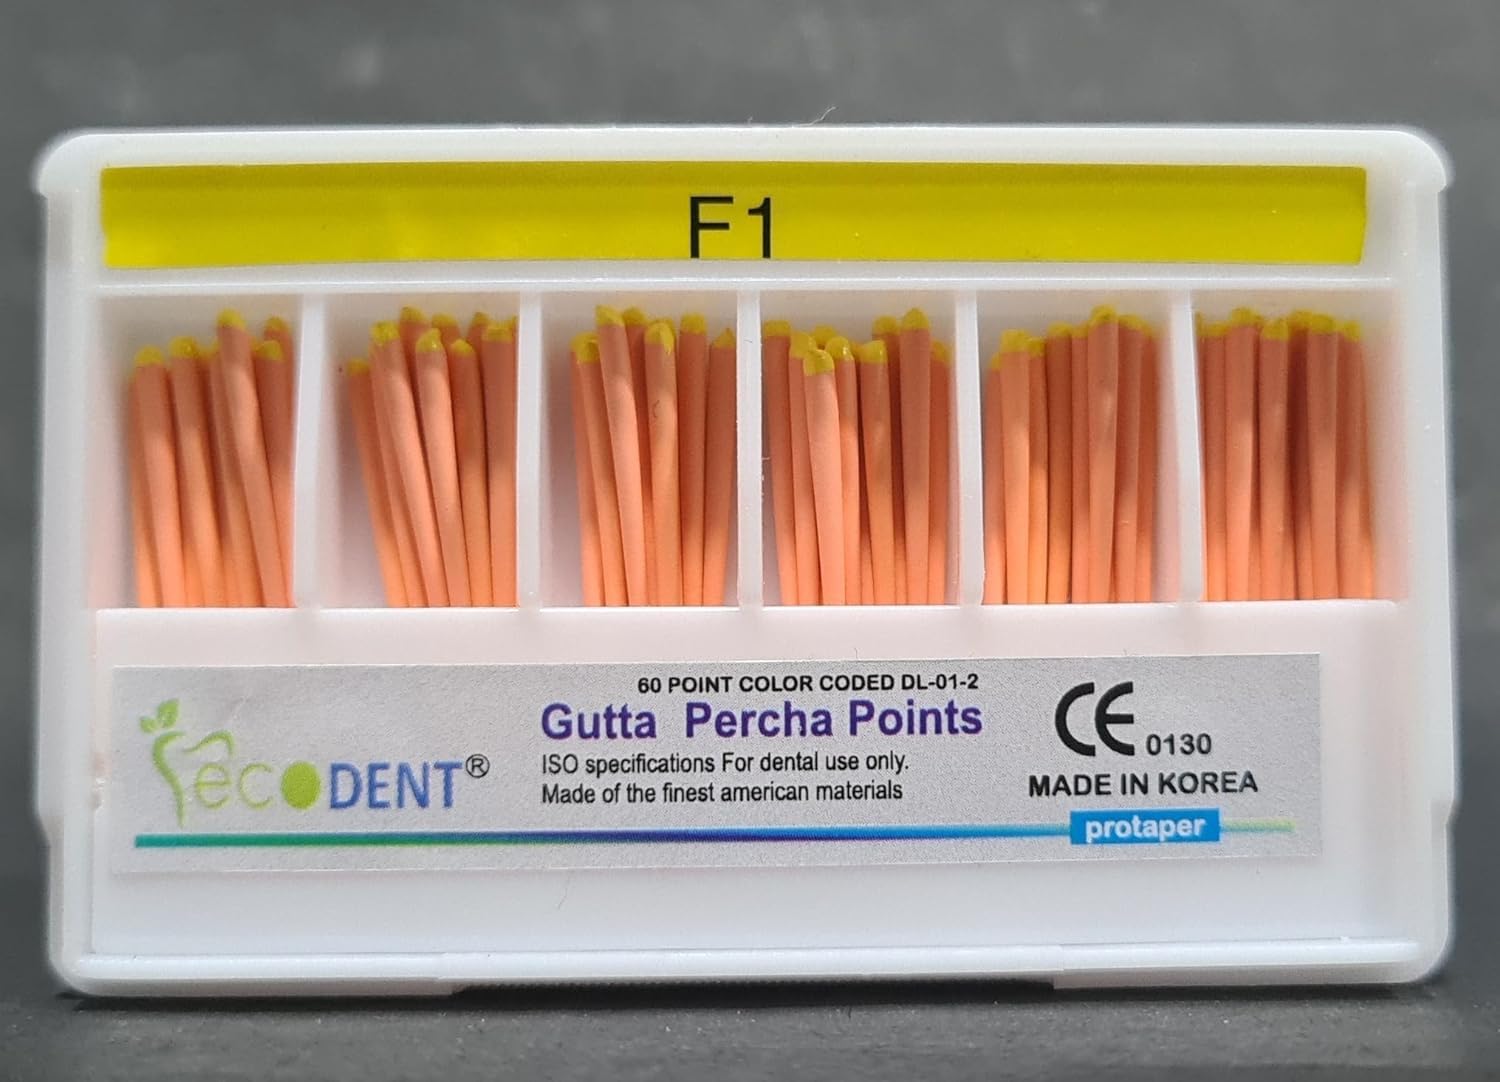 F1
60 POINT COLOR CODED DL-01-2
Gutta Percha Points
ecoDENT®
ISO specifications For dental use only.
Made of the finest american materials
CE 0130
MADE IN KOREA
protaper